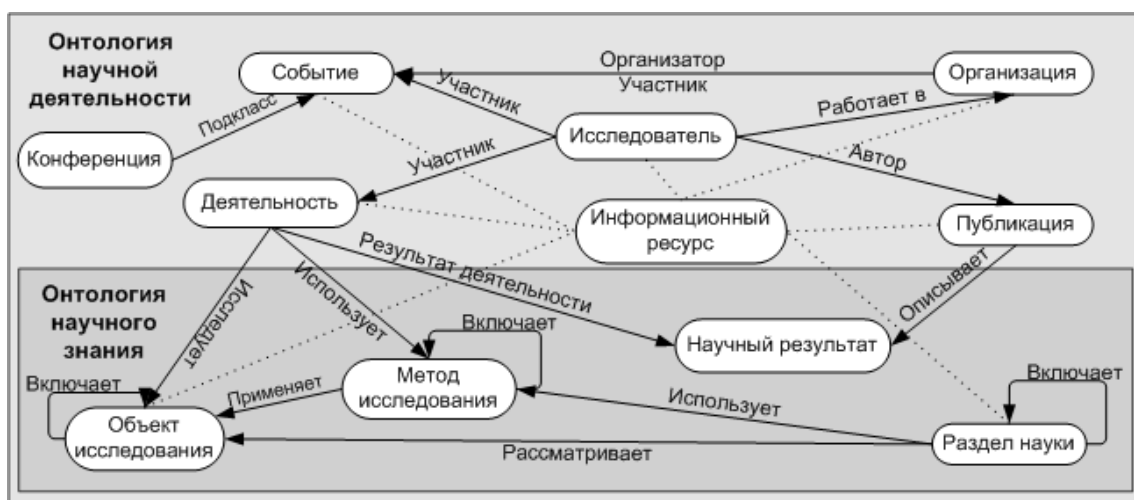 Онтология
научной
деятельности
Событие
Организатор
Участник
Организация
Подкласс
Участник
Работает в
Конференция
Исследователь
Участник
Автор
Деятельность
Информационный
ресурс
Публикация
Результат деятельности
Описывает
Онтология
научного
знания
Исследует
Использует
Включает
Научный результат
Включает
Применяет
Метод
исследования
Включает
Использует
Объект
исследования
Рассматривает
Раздел науки